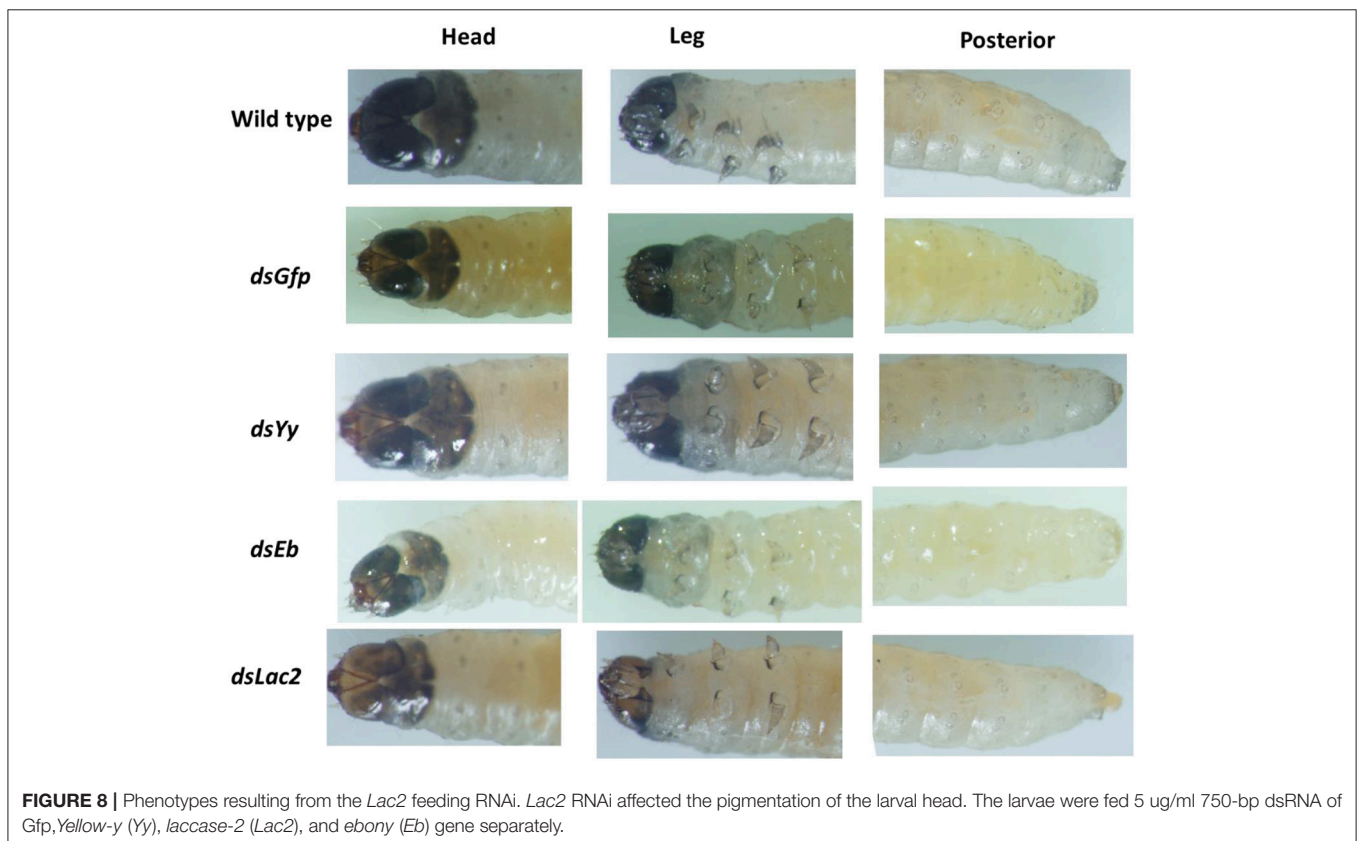 Head Leg Posterior
Wild type
dsGfp
dsYy
dsEb
dsLac2
FIGURE 8 | Phenotypes resulting from the Lac2 feeding RNAi. Lac2 RNAi affected the pigmentation of the larval head. The larvae were fed 5 ug/ml 750-bp dsRNA of
Gfp,Yellow-y (Yy), laccase-2 (Lac2), and ebony (Eb) gene separately.